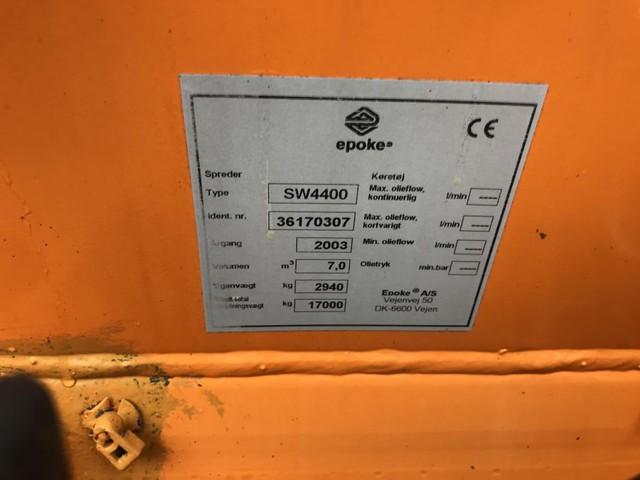 epoke®
CE
Spreder
Køretøj
Type SW4400 Max. olieflow, kontinuerlig l/min ----
Ident. nr. 36170307 Max. olieflow, kortvarigt l/min ----
Årgang 2003 Min. olieflow l/min ----
Volumen m³ 7,0 Olietryk min.bar ----
Egenvægt kg 2940
kg 17000
Epoke® A/S
Vejenvej 50
DK-6600 Vejen